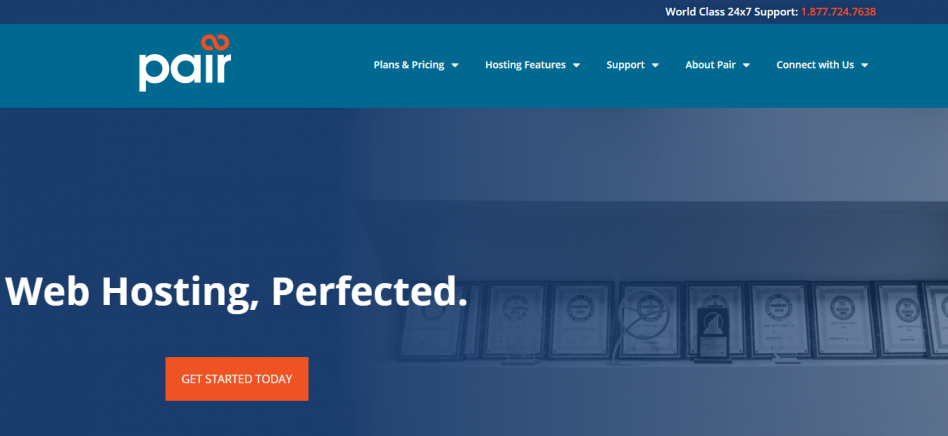 World Class 24x7 Support: 1.877.724.7638
pair
Plans & Pricing Hosting Features Support About Pair Connect with Us
Web Hosting, Perfected.
GET STARTED TODAY